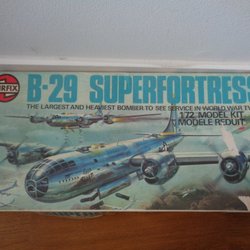 AIRFIX
B-29 SUPERFORTRESS
THE LARGEST AND HEAVIEST BOMBER TO SEE SERVICE IN WORLD WAR TW
1/72 MODEL KIT
MODELE REDUIT